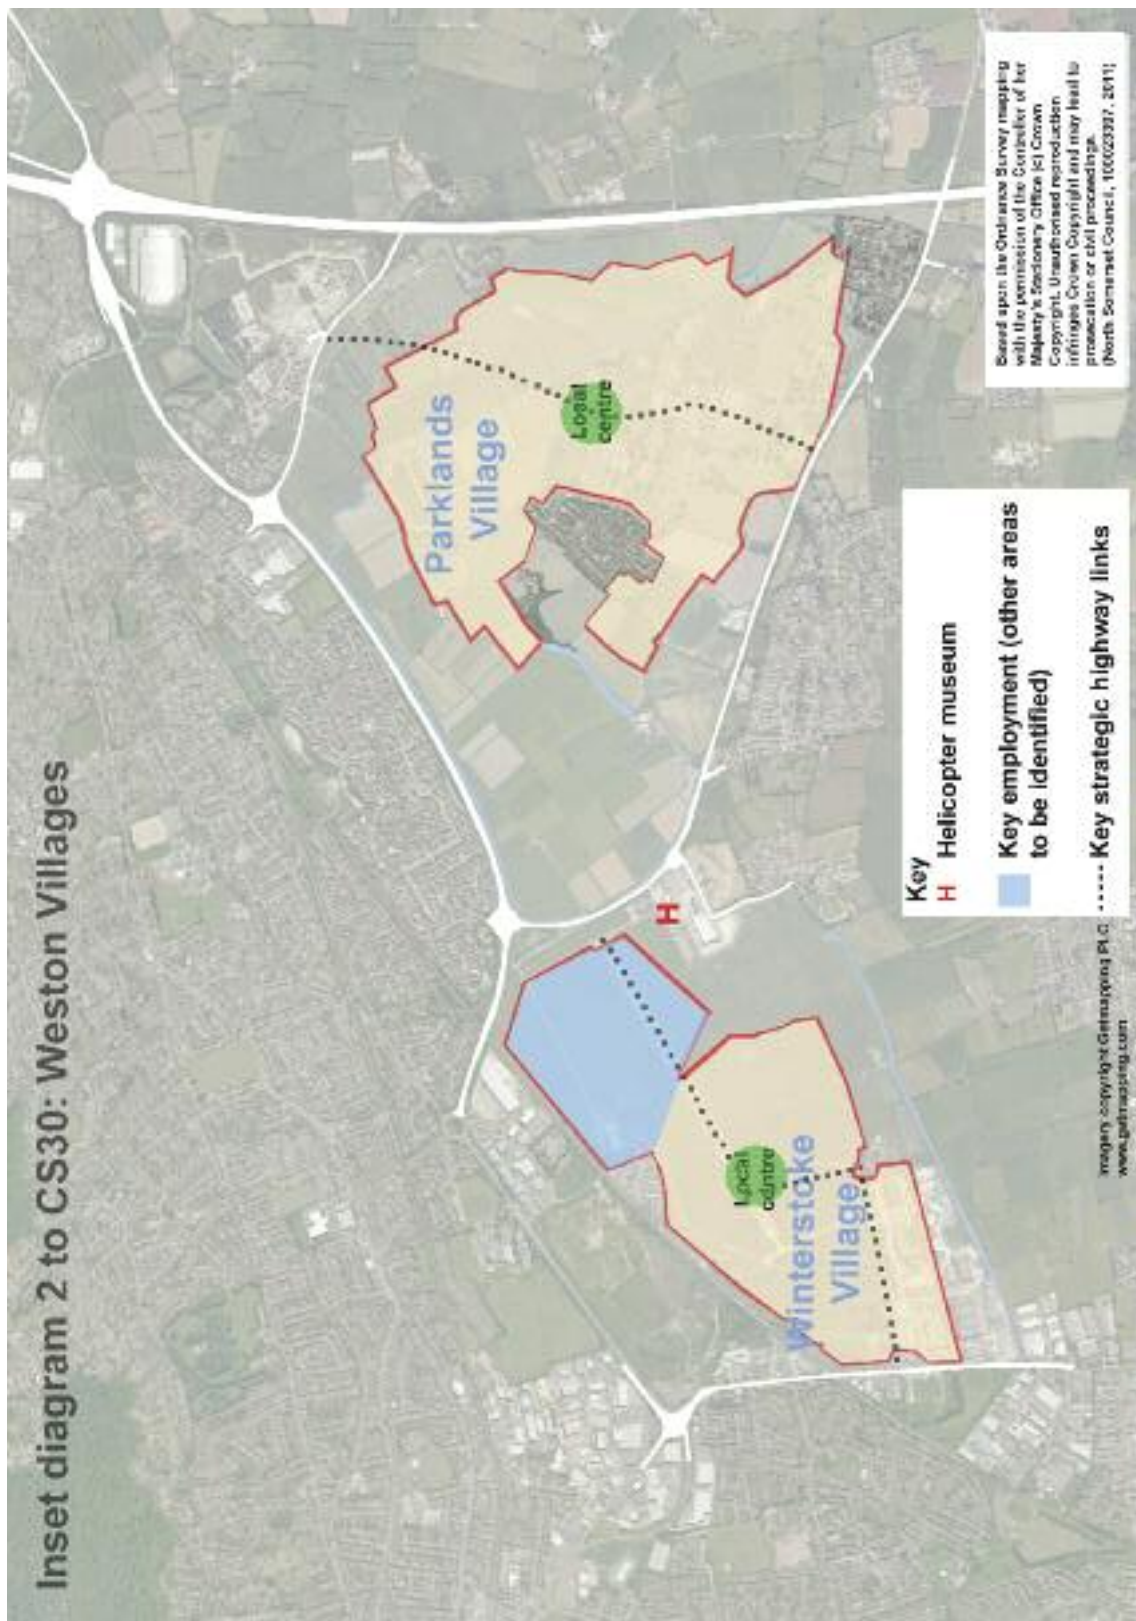 Inset diagram 2 to CS30: Weston Villages
Parklands
Village
Local
centre
Winterstoke
Village
Local
centre
H
Key
H Helicopter museum
Key employment (other areas
to be identified)
Key strategic highway links
Based upon the Ordnance Survey mapping
with the permission of the Controller of her
Majesty's Stationery Office (c) Crown
Copyright. Unauthorised reproduction
infringes Crown Copyright and may lead to
prosecution or civil proceedings.
(North Somerset Council, 2011)
Imagery copyright Getmapping PLC
www.getmapping.com